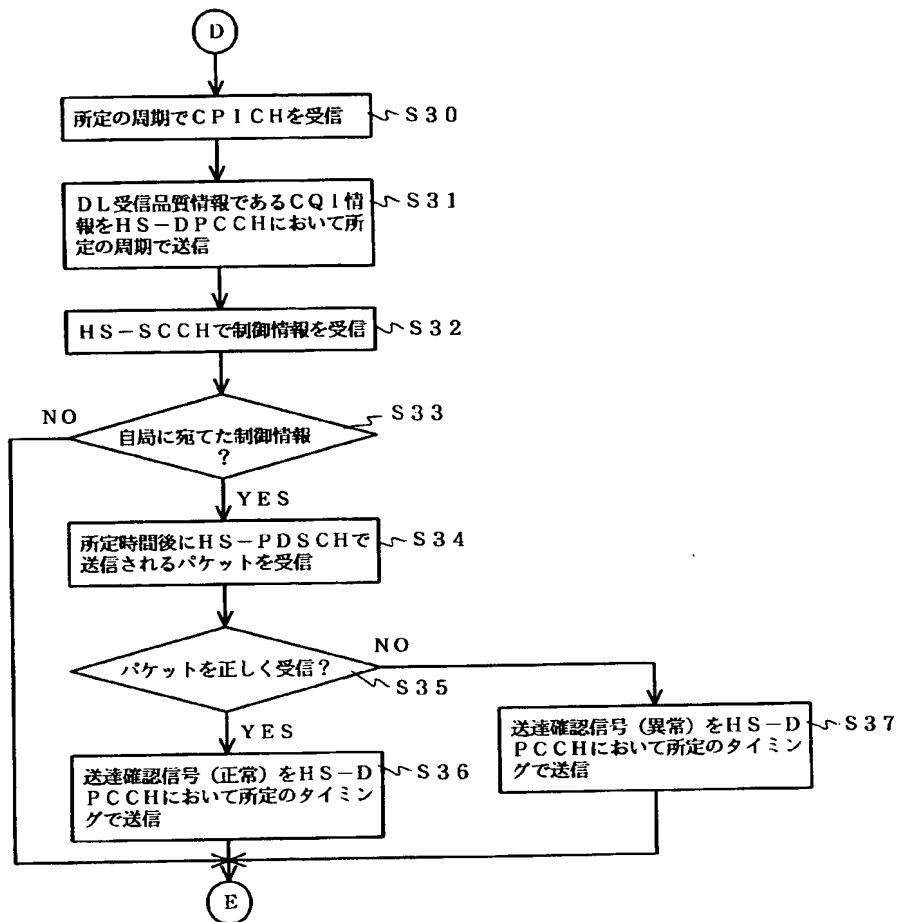 D
所定の周期でCPICHを受信
S30
DL受信品質情報であるCQI情
報をHS-DPCCHにおいて所
定の周期で送信
S31
HS-SCCHで制御情報を受信
S32
自局に宛てた制御情報
?
S33
NO
YES
所定時間後にHS-PDSCHで
送信されるパケットを受信
S34
パケットを正しく受信?
S35
NO
YES
送達確認信号(正常)をHS-D
PCCHにおいて所定のタイミン
グで送信
S36
送達確認信号(異常)をHS-D
PCCHにおいて所定のタイミン
グで送信
S37
E